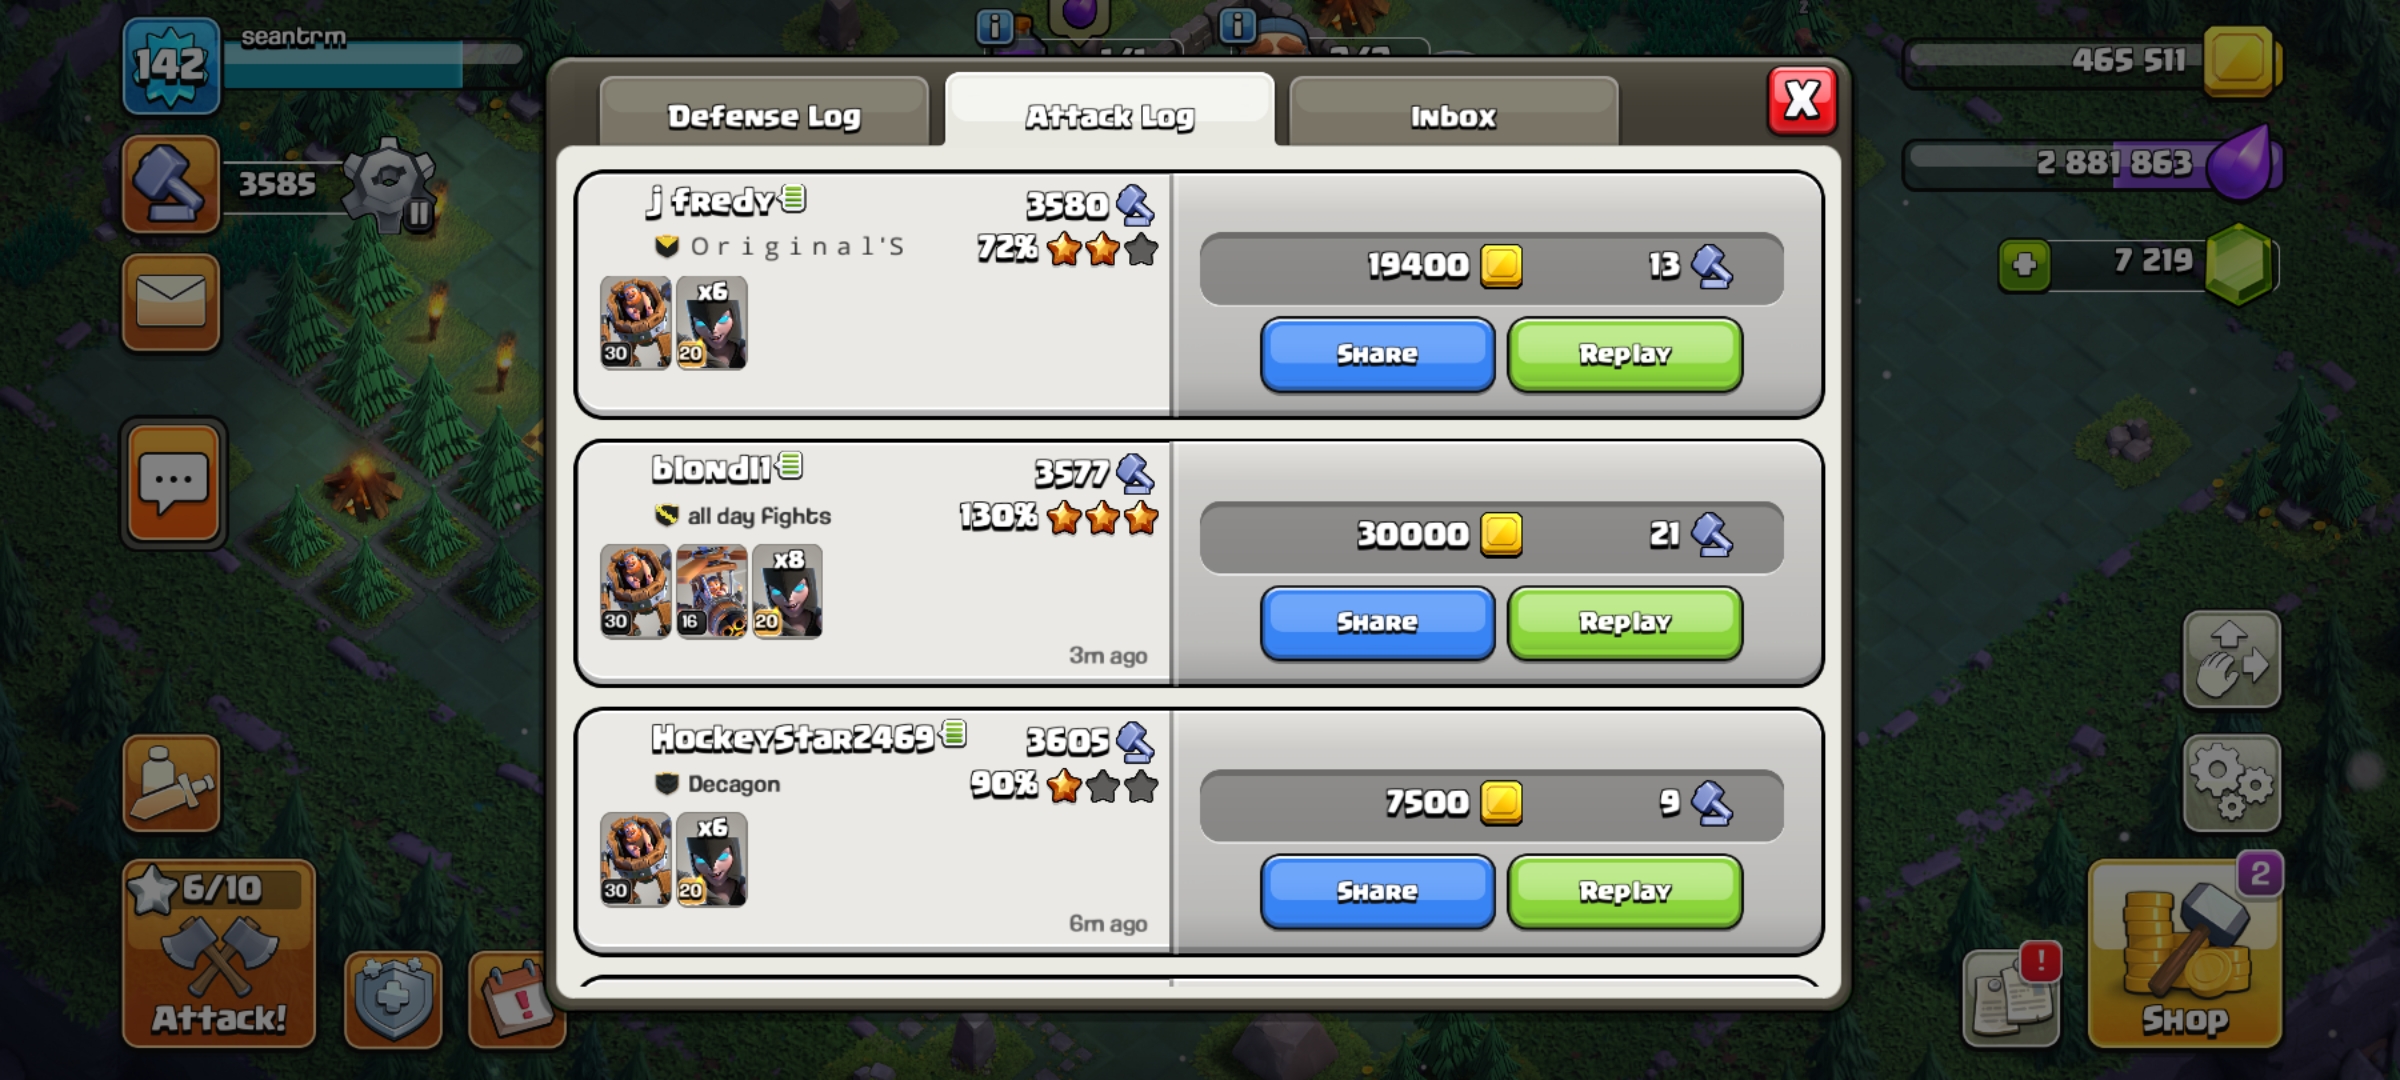 142
seantrm
3585
1/1
465 511
2 881 863
7 219
Defense Log
Attack Log
Inbox
X
j fredy
3580
Original'S
72%
x6
30
20
19400
13
Share
Replay
blondl1
3577
all day fights
130%
x8
30
16
20
3m ago
30000
21
Share
Replay
HockeyStar2469
3605
Decagon
90%
x6
30
20
6m ago
7500
9
Share
Replay
6/10
Attack!
!
!
2
Shop